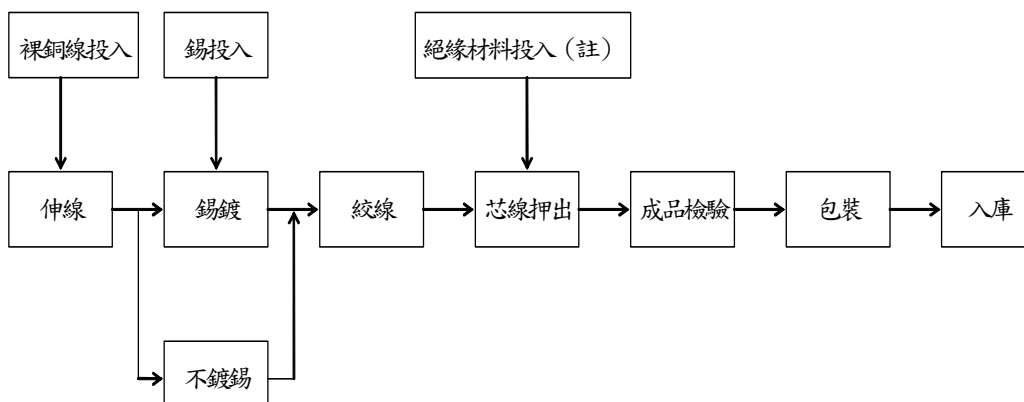 裸銅線投入
錫投入
絕緣材料投入（註）
伸線
錫鍍
絞線
芯線押出
成品檢驗
包裝
入庫
不鍍錫